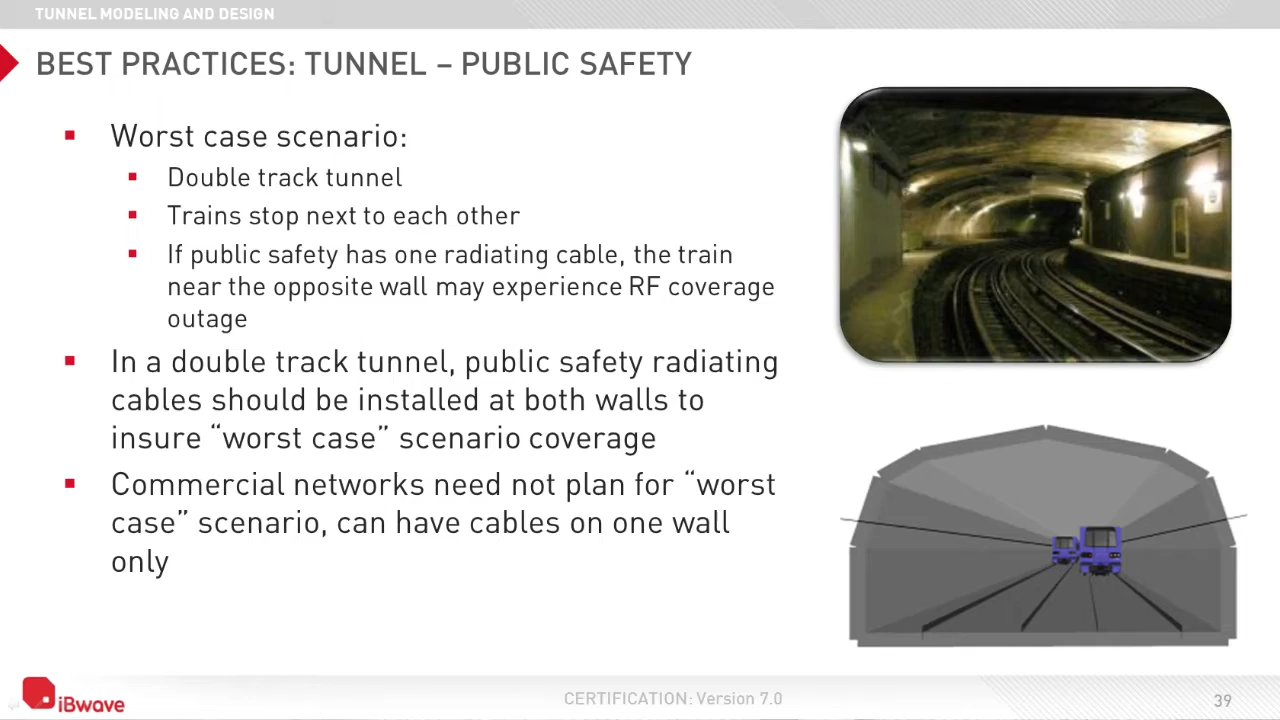 TUNNEL MODELING AND DESIGN
BEST PRACTICES: TUNNEL – PUBLIC SAFETY
Worst case scenario:
Double track tunnel
Trains stop next to each other
If public safety has one radiating cable, the train
near the opposite wall may experience RF coverage
outage
In a double track tunnel, public safety radiating
cables should be installed at both walls to
insure “worst case” scenario coverage
Commercial networks need not plan for “worst
case” scenario, can have cables on one wall
only
iBwave
CERTIFICATION: Version 7.0
39